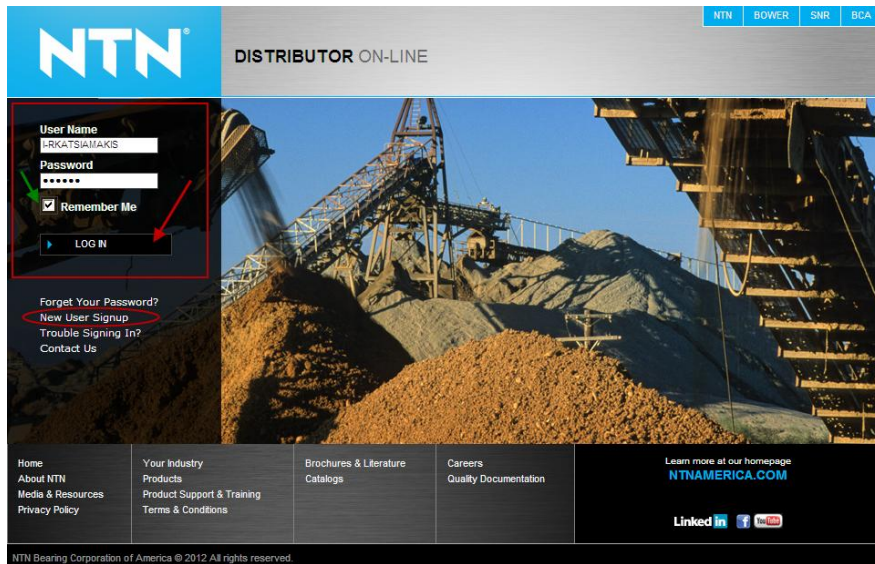 NTN®
NTN BOWER SNR BCA
DISTRIBUTOR ON-LINE
User Name
I-RKATSIAMAKIS
Password
••••••
Remember Me
LOG IN
Forget Your Password?
New User Signup
Trouble Signing In?
Contact Us
Home
About NTN
Media & Resources
Privacy Policy
Your Industry
Products
Product Support & Training
Terms & Conditions
Brochures & Literature
Catalogs
Careers
Quality Documentation
Learn more at our homepage
NTNAMERICA.COM
Linked in f YouTube
NTN Bearing Corporation of America © 2012 All rights reserved.